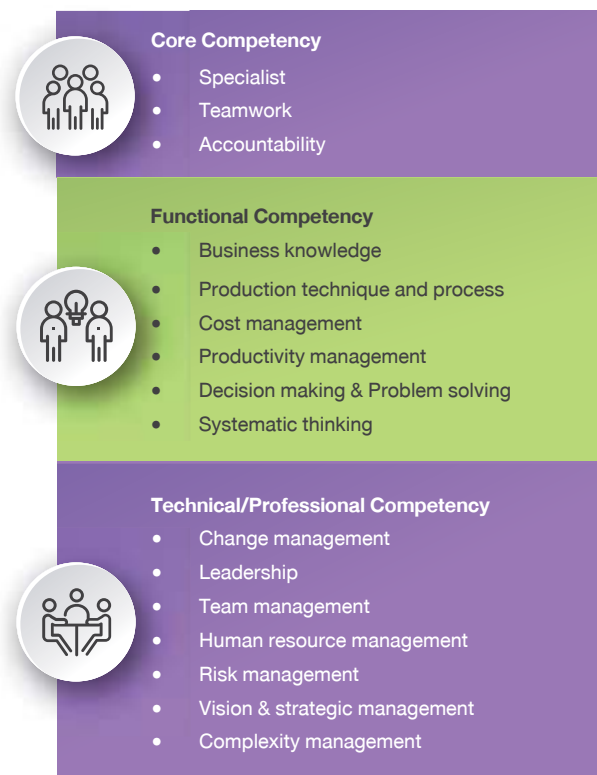 Core Competency
• Specialist
• Teamwork
• Accountability
Functional Competency
• Business knowledge
• Production technique and process
• Cost management
• Productivity management
• Decision making & Problem solving
• Systematic thinking
Technical/Professional Competency
• Change management
• Leadership
• Team management
• Human resource management
• Risk management
• Vision & strategic management
• Complexity management